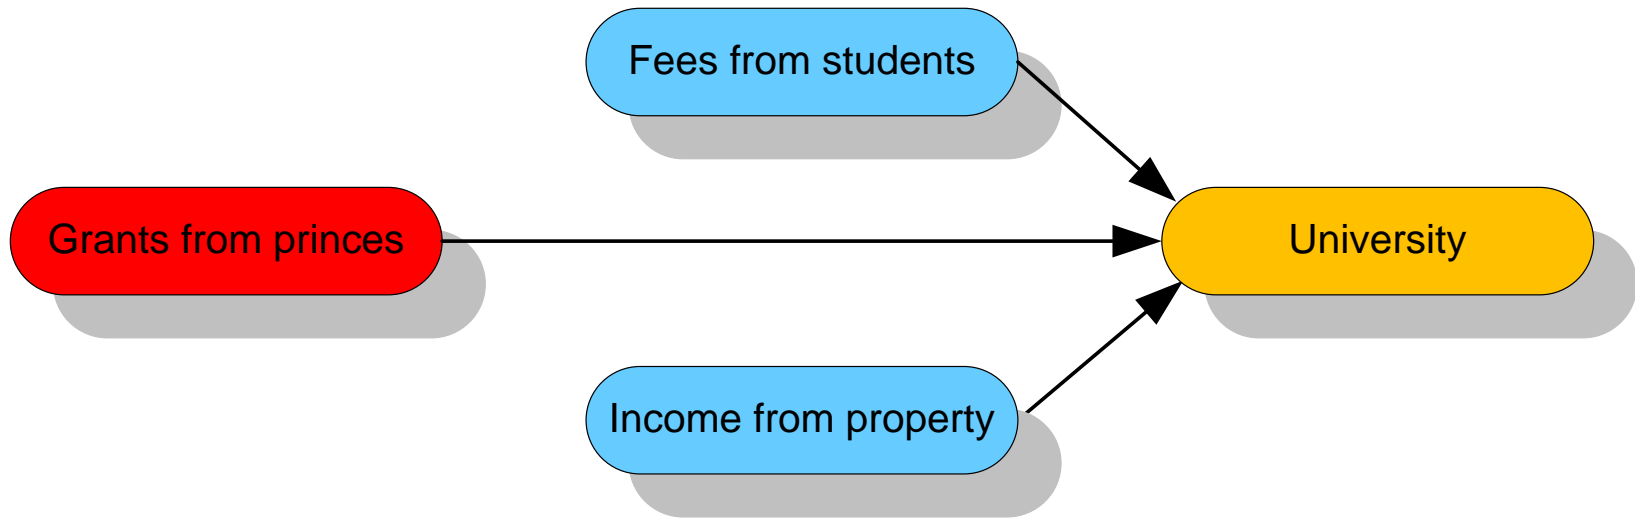 Fees from students
Grants from princes
University
Income from property